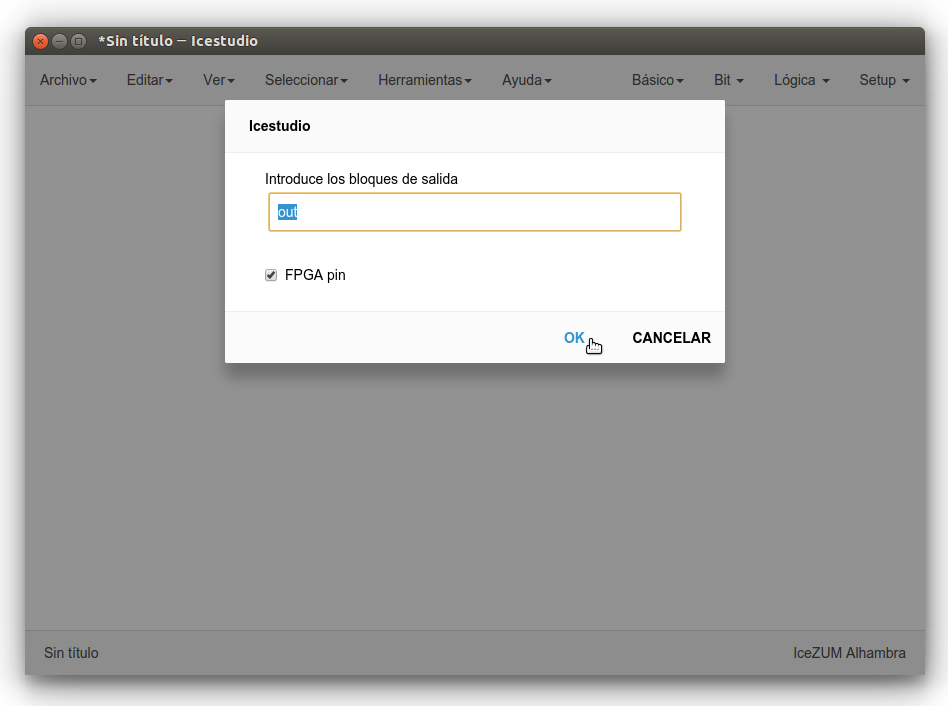 *Sin título — Icestudio
Archivo Editar Ver Seleccionar Herramientas Ayuda Básico Bit Lógica Setup
Icestudio
Introduce los bloques de salida
out
FPGA pin
OK CANCELAR
Sin título IceZUM Alhambra